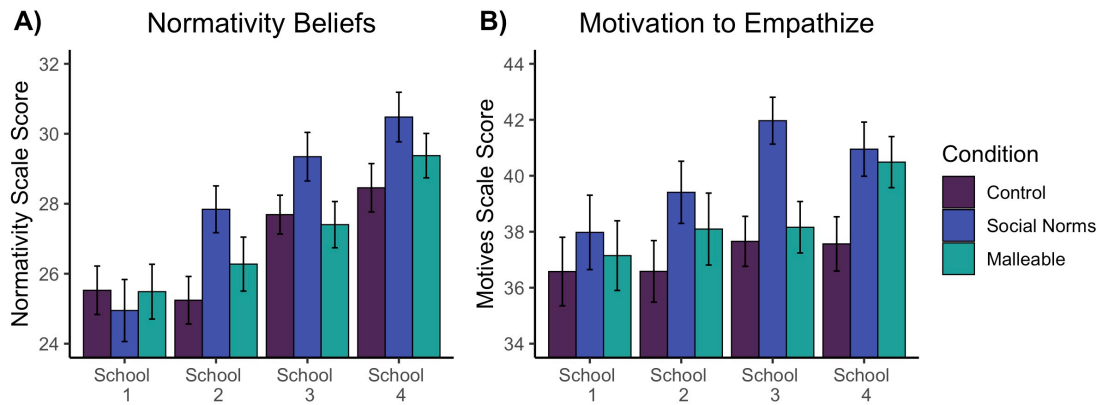 A)
Normativity Beliefs
Normativity Scale Score
32
30
28
26
24
School 1
School 2
School 3
School 4
B)
Motivation to Empathize
Motives Scale Score
44
42
40
38
36
34
School 1
School 2
School 3
School 4
Condition
Control
Social Norms
Malleable